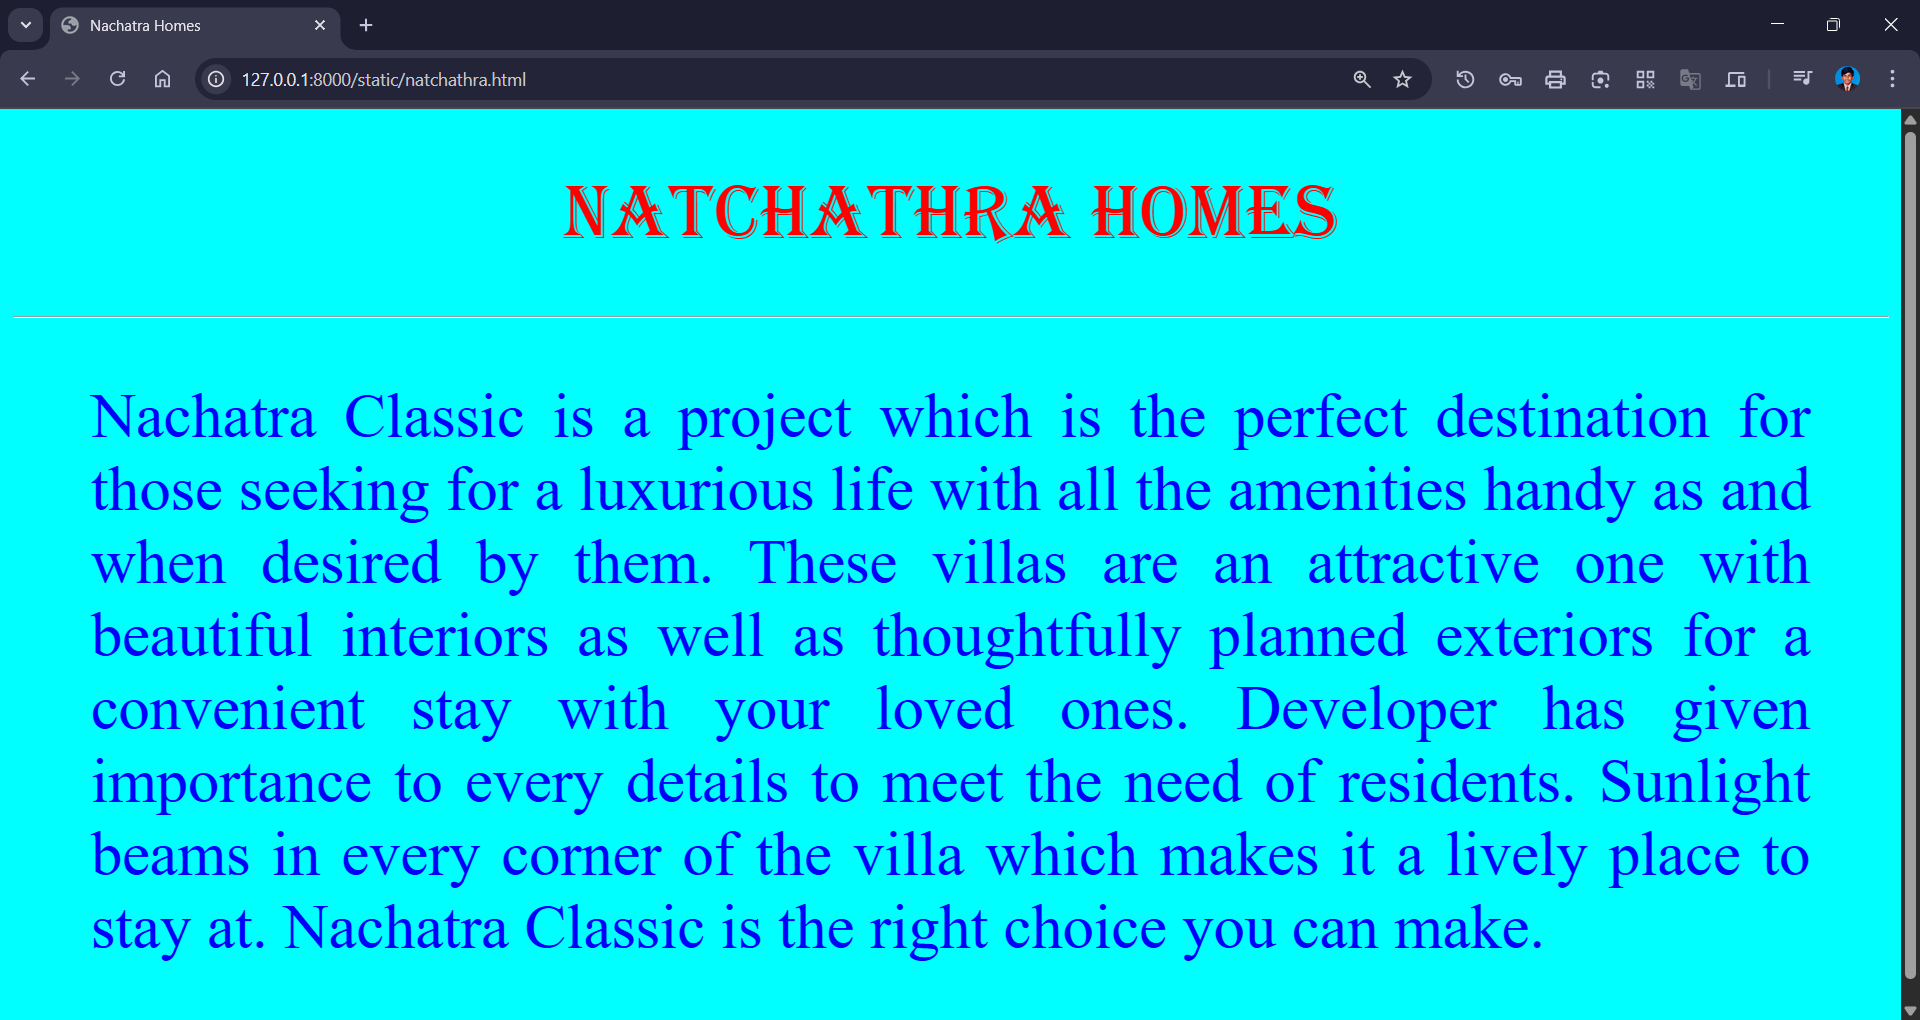 Nachatra Homes
127.0.0.1:8000/static/natchathra.html
NATCHATHRA HOMES
Nachatra Classic is a project which is the perfect destination for
those seeking for a luxurious life with all the amenities handy as and
when desired by them. These villas are an attractive one with
beautiful interiors as well as thoughtfully planned exteriors for a
convenient stay with your loved ones. Developer has given
importance to every details to meet the need of residents. Sunlight
beams in every corner of the villa which makes it a lively place to
stay at. Nachatra Classic is the right choice you can make.